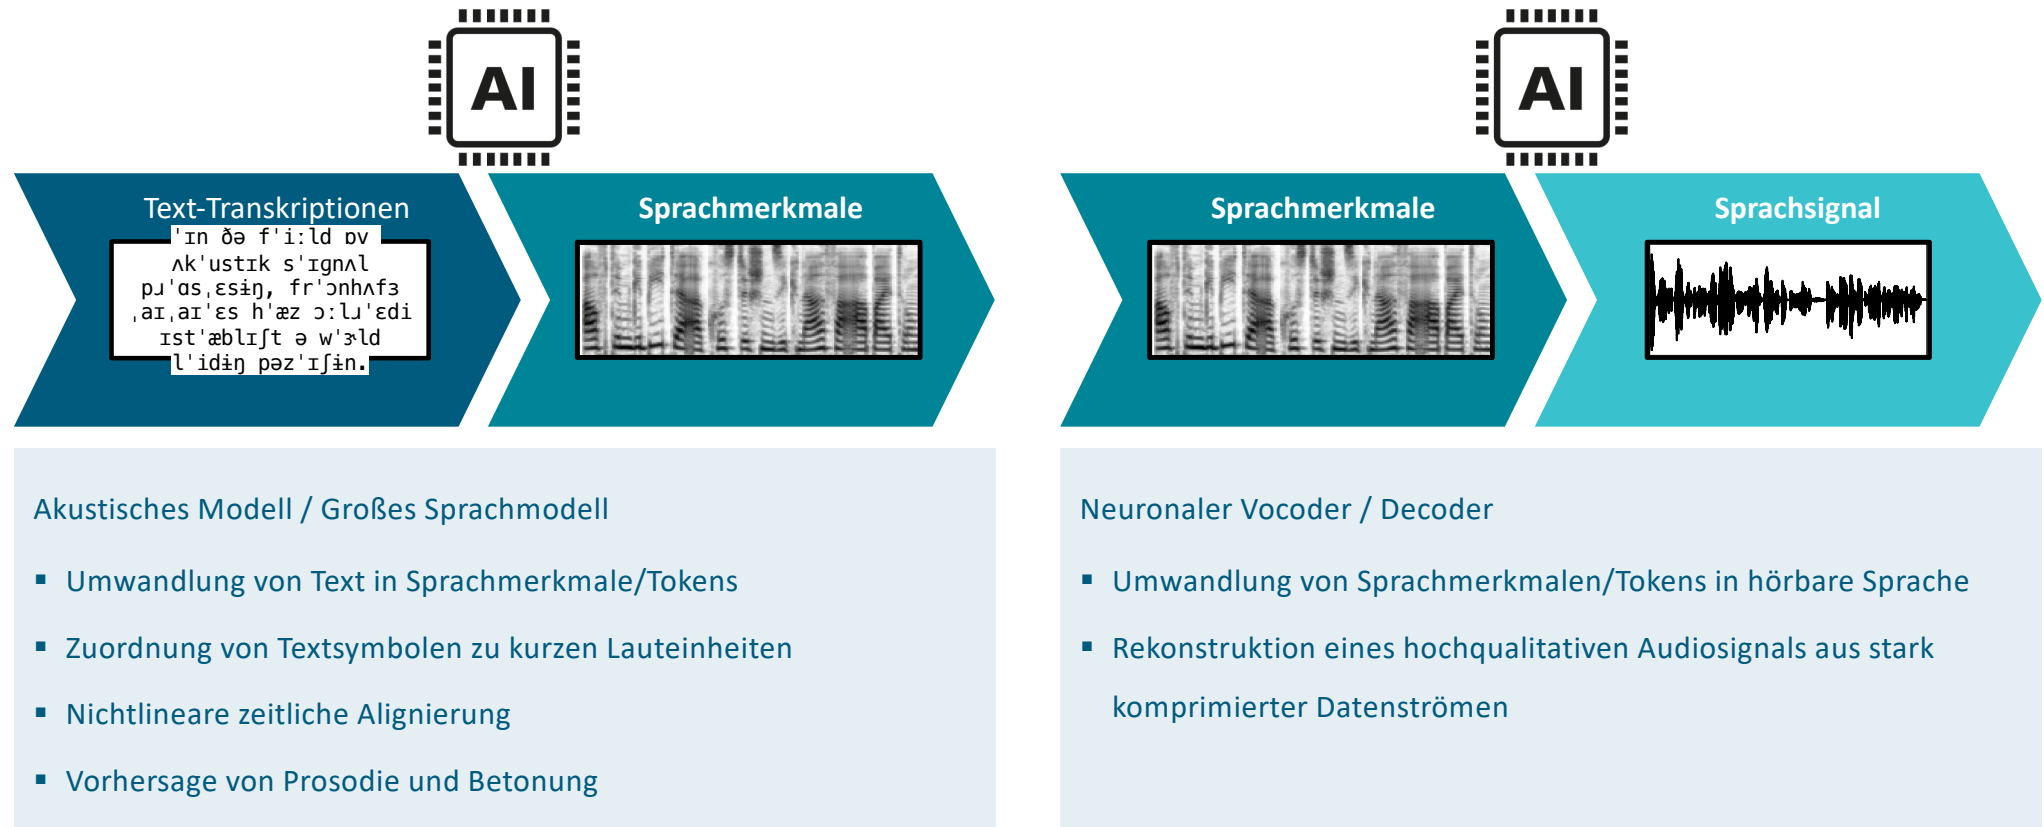 AI
AI
Text-Transkriptionen
ˈɪn ðə fˈiːld ɒv
ʌkˈustɪk sˈɪɡnʌl
pɹˈɑsˌɛsɨŋ, frˈɔnhʌfɜ
ˌaɪˌaɪˈɛs hˈæz ɔːlɹˈɛdi
ɪstˈæblɪʃt ə wˈɝld
lˈidɨŋ pəzˈɪʃɨn.
Sprachmerkmale
Sprachmerkmale
Sprachsignal
Akustisches Modell / Großes Sprachmodell
▪ Umwandlung von Text in Sprachmerkmale/Tokens
▪ Zuordnung von Textsymbolen zu kurzen Lauteinheiten
▪ Nichtlineare zeitliche Alignierung
▪ Vorhersage von Prosodie und Betonung
Neuronaler Vocoder / Decoder
▪ Umwandlung von Sprachmerkmalen/Tokens in hörbare Sprache
▪ Rekonstruktion eines hochqualitativen Audiosignals aus stark
komprimierter Datenströmen